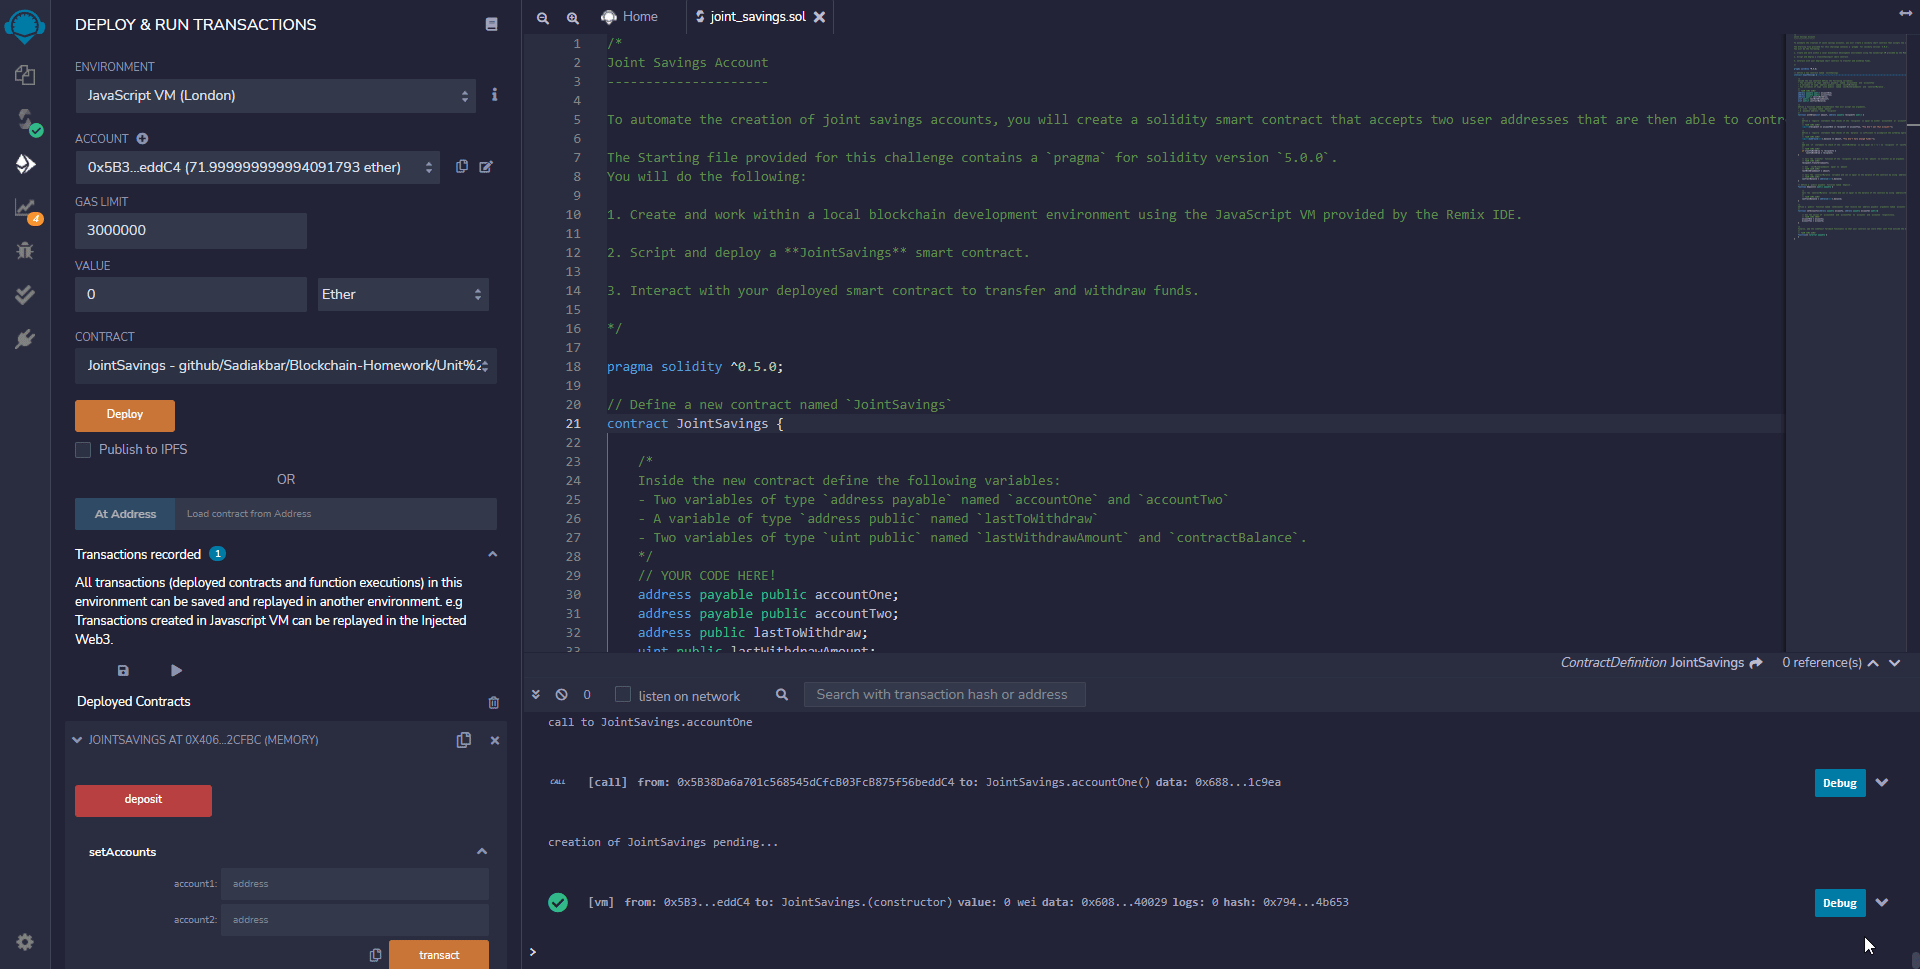 DEPLOY & RUN TRANSACTIONS
ENVIRONMENT
JavaScript VM (London)
i
ACCOUNT
0x5B3...eddC4 (71.999999999994091793 ether)
GAS LIMIT
3000000
VALUE
0
Ether
CONTRACT
JointSavings - github/Sadiakbar/Blockchain-Homework/Unit%2
Deploy
Publish to IPFS
OR
At Address
Load contract from Address
Transactions recorded 1
All transactions (deployed contracts and function executions) in this
environment can be saved and replayed in another environment. e.g
Transactions created in Javascript VM can be replayed in the Injected
Web3.
Deployed Contracts
JOINTSAVINGS AT 0X406...2CFBC (MEMORY)
deposit
setAccounts
account1: address
account2: address
transact
4
Home
joint_savings.sol
1 /*
2 Joint Savings Account
3 ---------------------
4
5 To automate the creation of joint savings accounts, you will create a solidity smart contract that accepts two user addresses that are then able to contr
6
7 The Starting file provided for this challenge contains a `pragma` for solidity version `5.0.0`.
8 You will do the following:
9
10 1. Create and work within a local blockchain development environment using the JavaScript VM provided by the Remix IDE.
11
12 2. Script and deploy a **JointSavings** smart contract.
13
14 3. Interact with your deployed smart contract to transfer and withdraw funds.
15
16 */
17
18 pragma solidity ^0.5.0;
19
20 // Define a new contract named `JointSavings`
21 contract JointSavings {
22
23 /*
24 Inside the new contract define the following variables:
25 - Two variables of type `address payable` named `accountOne` and `accountTwo`
26 - A variable of type `address public` named `lastToWithdraw`
27 - Two variables of type `uint public` named `lastWithdrawAmount` and `contractBalance`.
28 */
29 // YOUR CODE HERE!
30 address payable public accountOne;
31 address payable public accountTwo;
32 address public lastToWithdraw;
33 uint public lastWithdrawAmount;
ContractDefinition JointSavings 0 reference(s)
0 listen on network Search with transaction hash or address
call to JointSavings.accountOne
CALL [call] from: 0x5B38Da6a701c568545dCfcB03FcB875f56beddC4 to: JointSavings.accountOne() data: 0x688...1c9ea
Debug
creation of JointSavings pending...
[vm] from: 0x5B3...eddC4 to: JointSavings.(constructor) value: 0 wei data: 0x608...40029 logs: 0 hash: 0x794...4b653
Debug
>